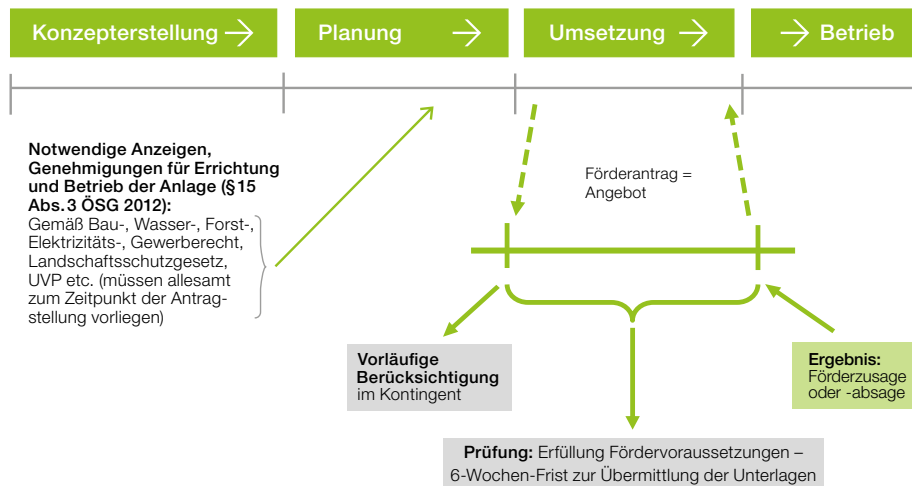 Konzepterstellung
Planung
Umsetzung
Betrieb
Notwendige Anzeigen,
Genehmigungen für Errichtung
und Betrieb der Anlage (§ 15
Abs. 3 ÖSG 2012):
Gemäß Bau-, Wasser-, Forst-,
Elektrizitäts-, Gewerberecht,
Landschaftsschutzgesetz,
UVP etc. (müssen allesamt
zum Zeitpunkt der Antrag-
stellung vorliegen)
Förderantrag =
Angebot
Vorläufige
Berücksichtigung
im Kontingent
Ergebnis:
Förderzusage
oder -absage
Prüfung: Erfüllung Fördervoraussetzungen –
6-Wochen-Frist zur Übermittlung der Unterlagen